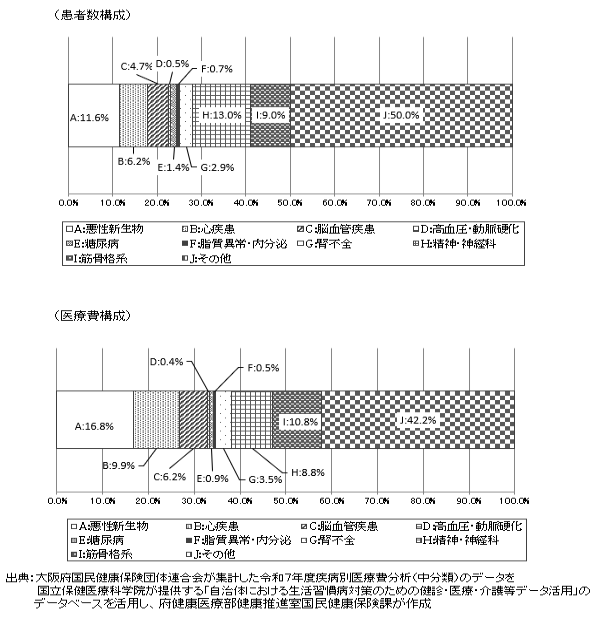 （患者数構成）
C:4.7% D:0.5% F:0.7%
A:11.6% H:13.0% I:9.0% J:50.0%
B:6.2% E:1.4% G:2.9%
0.0% 10.0% 20.0% 30.0% 40.0% 50.0% 60.0% 70.0% 80.0% 90.0% 100.0%
A:悪性新生物 B:心疾患 C:脳血管疾患 D:高血圧・動脈硬化
E:糖尿病 F:脂質異常・内分泌 G:腎不全 H:精神・神経科
I:筋骨格系 J:その他
（医療費構成）
D:0.4% F:0.5%
A:16.8% I:10.8% J:42.2%
B:9.9% C:6.2% E:0.9% G:3.5% H:8.8%
0.0% 10.0% 20.0% 30.0% 40.0% 50.0% 60.0% 70.0% 80.0% 90.0% 100.0%
A:悪性新生物 B:心疾患 C:脳血管疾患 D:高血圧・動脈硬化
E:糖尿病 F:脂質異常・内分泌 G:腎不全 H:精神・神経科
I:筋骨格系 J:その他
出典：大阪府国民健康保険団体連合会が集計した令和7年度疾病別医療費分析（中分類）のデータを
国立保健医療科学院が提供する「自治体における生活習慣病対策のための健診・医療・介護等データ活用」の
データベースを活用し、府健康医療部健康推進室国民健康保険課が作成